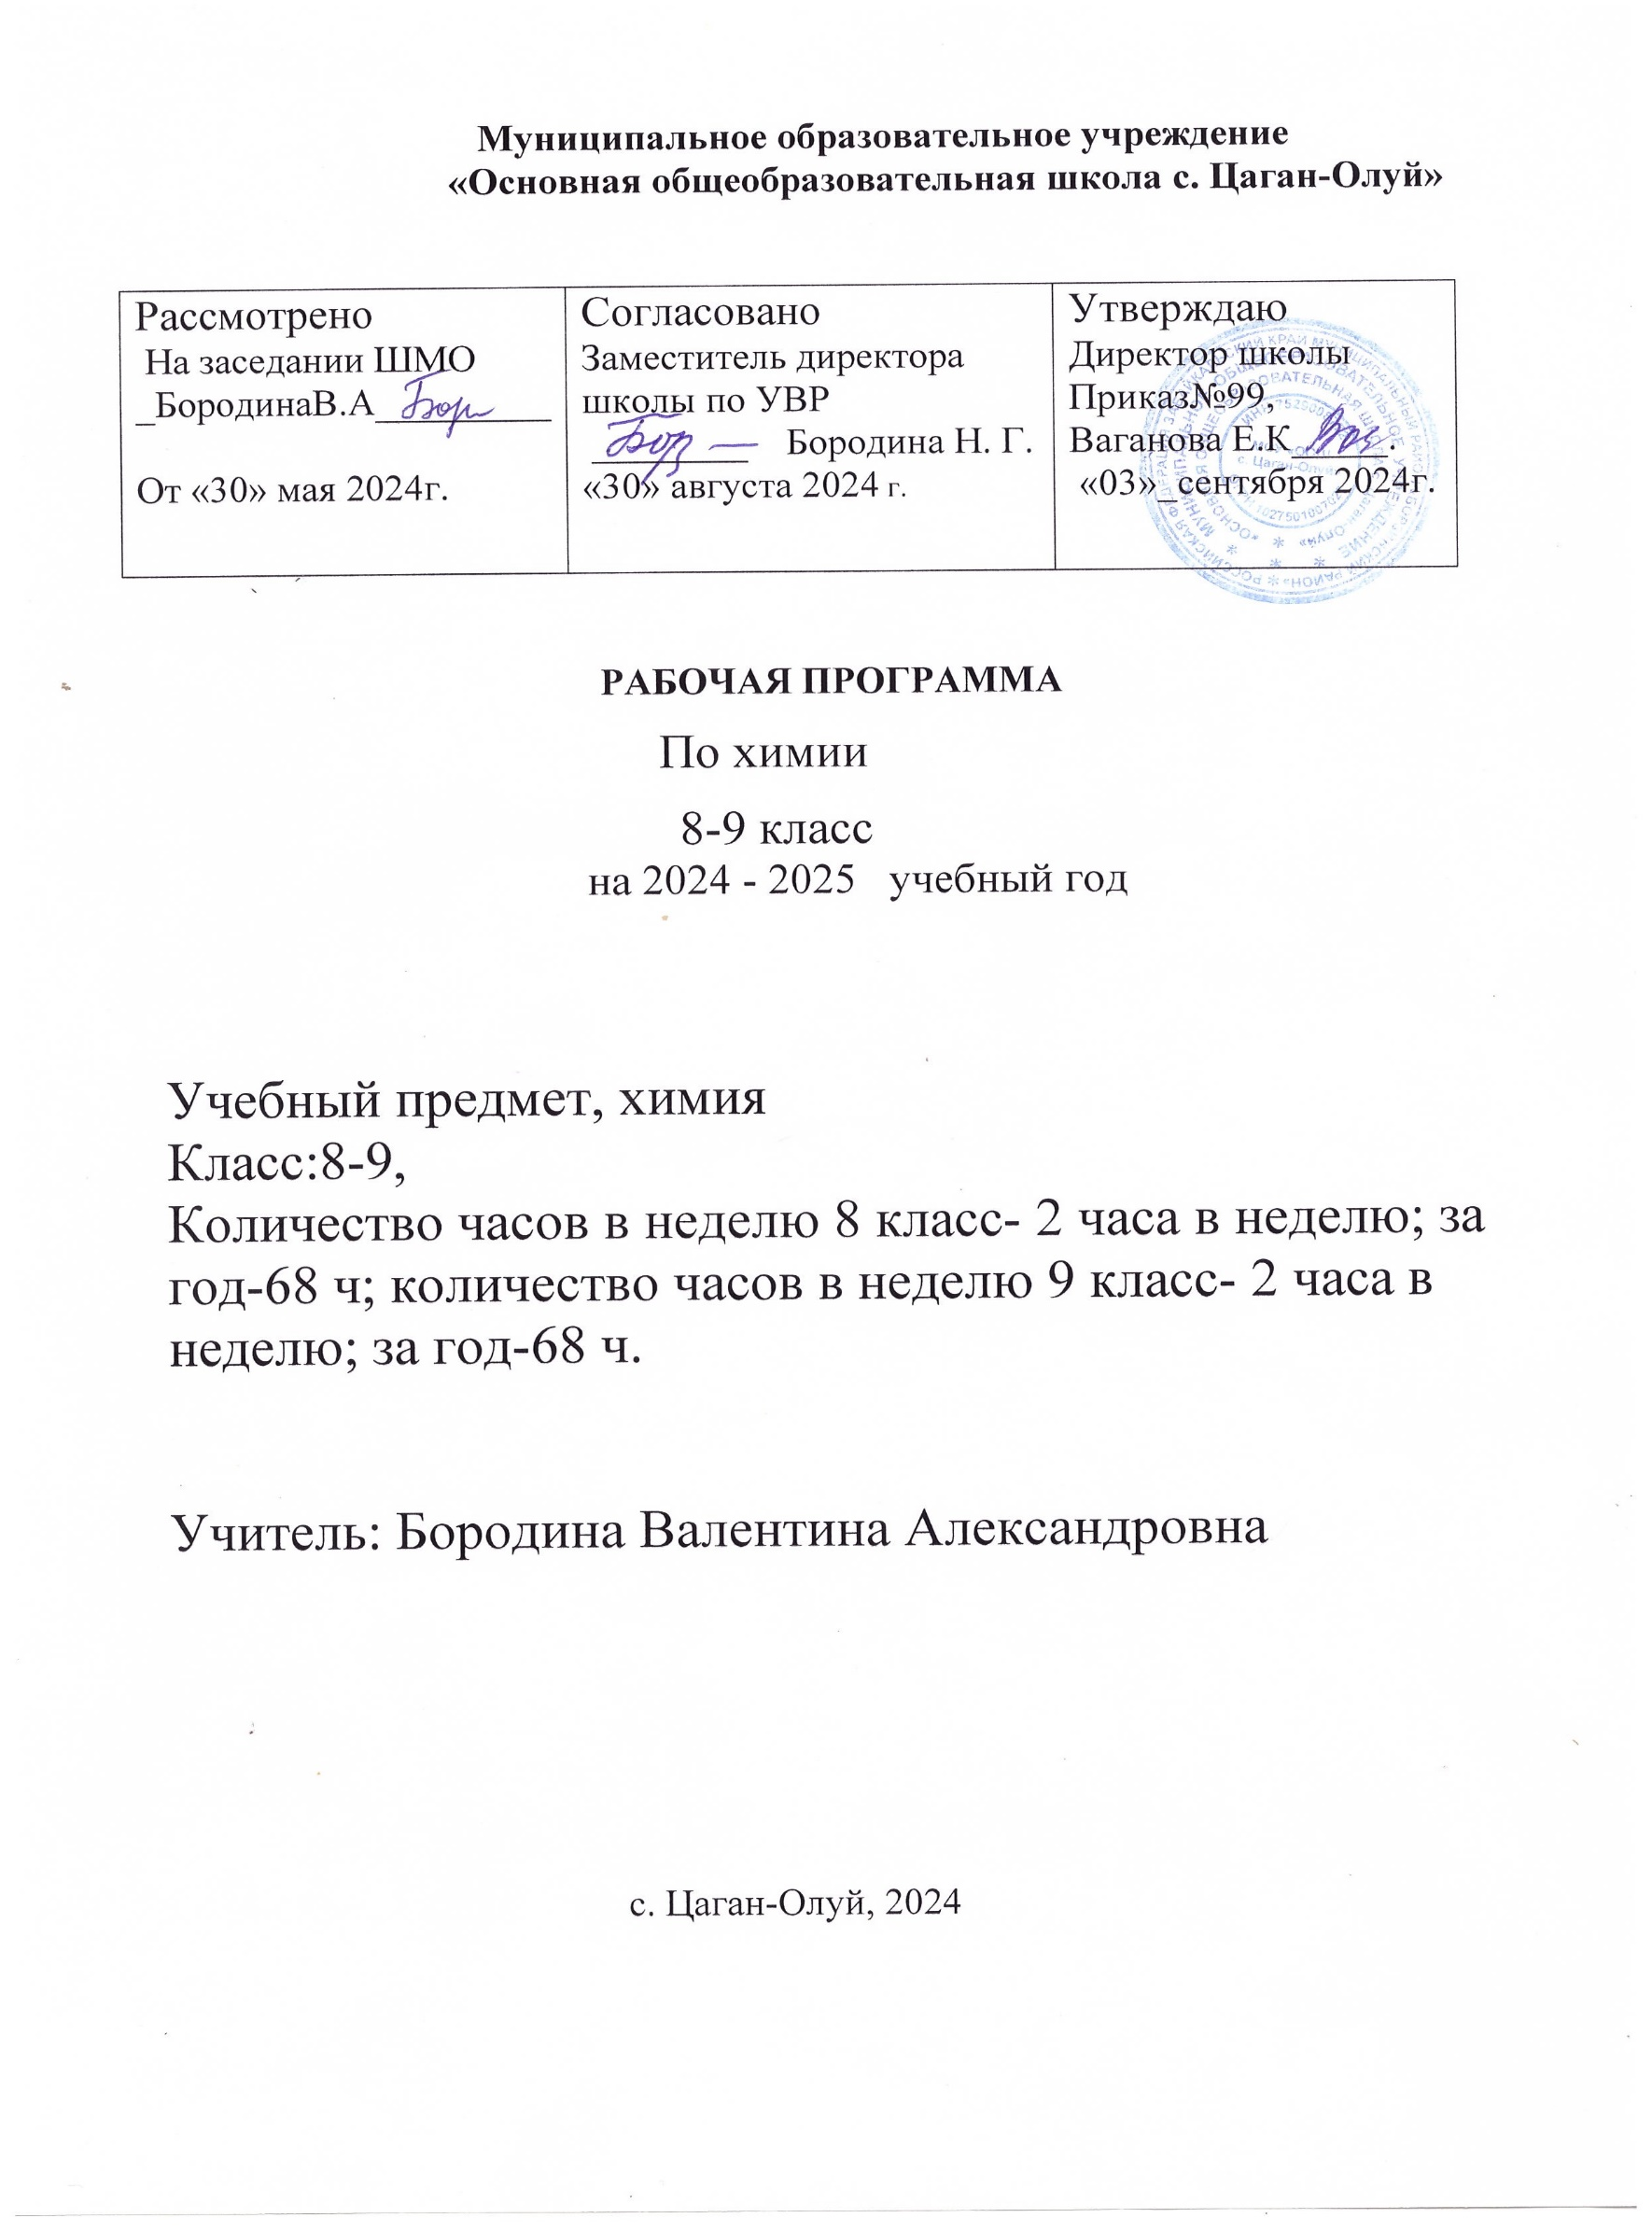 Муниципальное образовательное учреждение
«Основная общеобразовательная школа с. Цаган-Олуй»
Рассмотрено
На заседании ШМО
_БородинаВ.А_________
От «30» мая 2024г.
Согласовано
Заместитель директора
школы по УВР
________ Бородина Н. Г.
«30» августа 2024 г.
Утверждаю
Директор школы
Приказ№99,
Ваганова Е.К_____.
«03»_сентября 2024г.
РАБОЧАЯ ПРОГРАММА
По химии
8-9 класс
на 2024 - 2025 учебный год
Учебный предмет, химия
Класс:8-9,
Количество часов в неделю 8 класс- 2 часа в неделю; за
год-68 ч; количество часов в неделю 9 класс- 2 часа в
неделю; за год-68 ч.
Учитель: Бородина Валентина Александровна
с. Цаган-Олуй, 2024